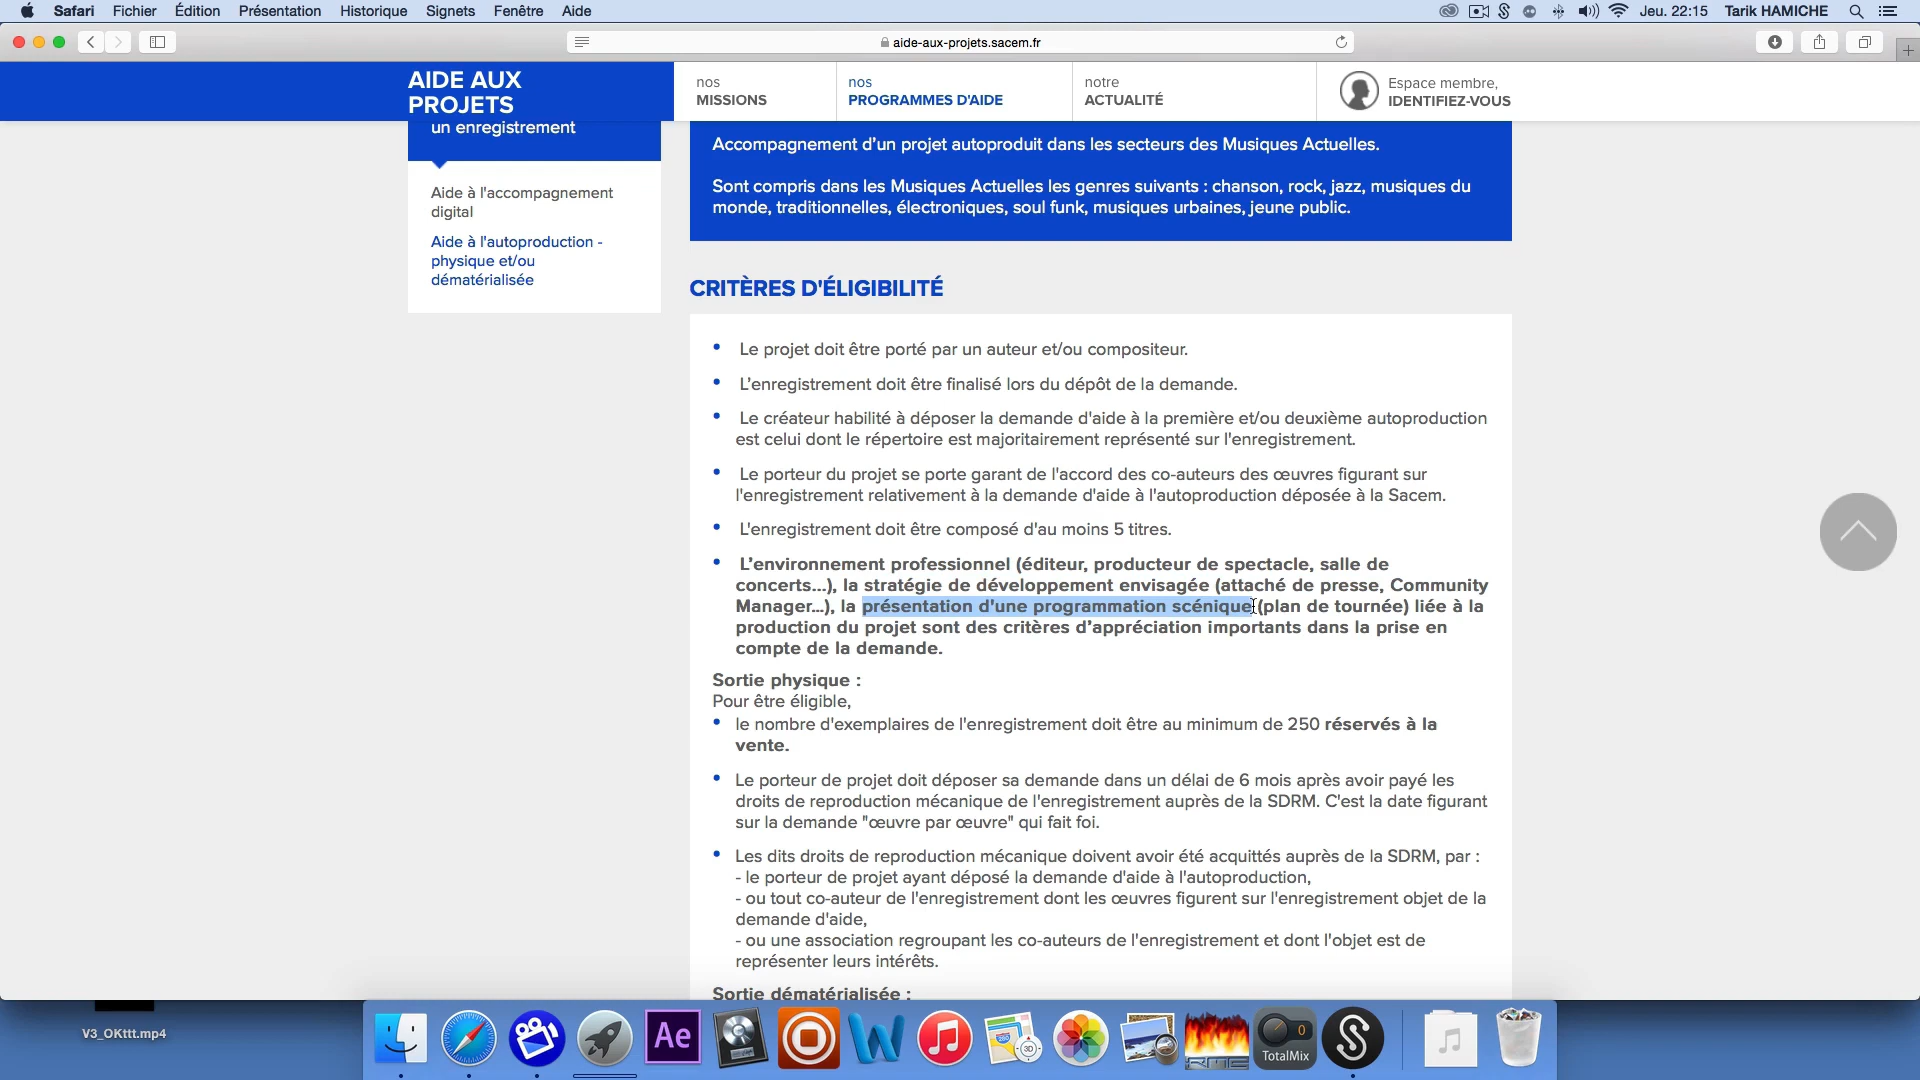 Safari Fichier Édition Présentation Historique Signets Fenêtre Aide Jeu. 22:15 Tarik HAMICHE
aide-aux-projets.sacem.fr
AIDE AUX
PROJETS
nos
MISSIONS
nos
PROGRAMMES D'AIDE
notre
ACTUALITÉ
Espace membre,
IDENTIFIEZ-VOUS
un enregistrement
Aide à l'accompagnement
digital
Aide à l'autoproduction -
physique et/ou
dématérialisée
Accompagnement d’un projet autoproduit dans les secteurs des Musiques Actuelles.
Sont compris dans les Musiques Actuelles les genres suivants : chanson, rock, jazz, musiques du
monde, traditionnelles, électroniques, soul funk, musiques urbaines, jeune public.
CRITÈRES D'ÉLIGIBILITÉ
• Le projet doit être porté par un auteur et/ou compositeur.
• L’enregistrement doit être finalisé lors du dépôt de la demande.
• Le créateur habilité à déposer la demande d'aide à la première et/ou deuxième autoproduction
est celui dont le répertoire est majoritairement représenté sur l'enregistrement.
• Le porteur du projet se porte garant de l'accord des co-auteurs des œuvres figurant sur
l'enregistrement relativement à la demande d'aide à l'autoproduction déposée à la Sacem.
• L'enregistrement doit être composé d'au moins 5 titres.
• L’environnement professionnel (éditeur, producteur de spectacle, salle de
concerts...), la stratégie de développement envisagée (attaché de presse, Community
Manager...), la présentation d'une programmation scénique (plan de tournée) liée à la
production du projet sont des critères d’appréciation importants dans la prise en
compte de la demande.
Sortie physique :
Pour être éligible,
• le nombre d'exemplaires de l'enregistrement doit être au minimum de 250 réservés à la
vente.
• Le porteur de projet doit déposer sa demande dans un délai de 6 mois après avoir payé les
droits de reproduction mécanique de l'enregistrement auprès de la SDRM. C'est la date figurant
sur la demande "œuvre par œuvre" qui fait foi.
• Les dits droits de reproduction mécanique doivent avoir été acquittés auprès de la SDRM, par :
- le porteur de projet ayant déposé la demande d'aide à l'autoproduction,
- ou tout co-auteur de l'enregistrement dont les œuvres figurent sur l'enregistrement objet de la
demande d'aide,
- ou une association regroupant les co-auteurs de l'enregistrement et dont l'objet est de
représenter leurs intérêts.
Sortie dématérialisée :
V3_OKttt.mp4
Ae
280
3D
RME
0
TotalMix